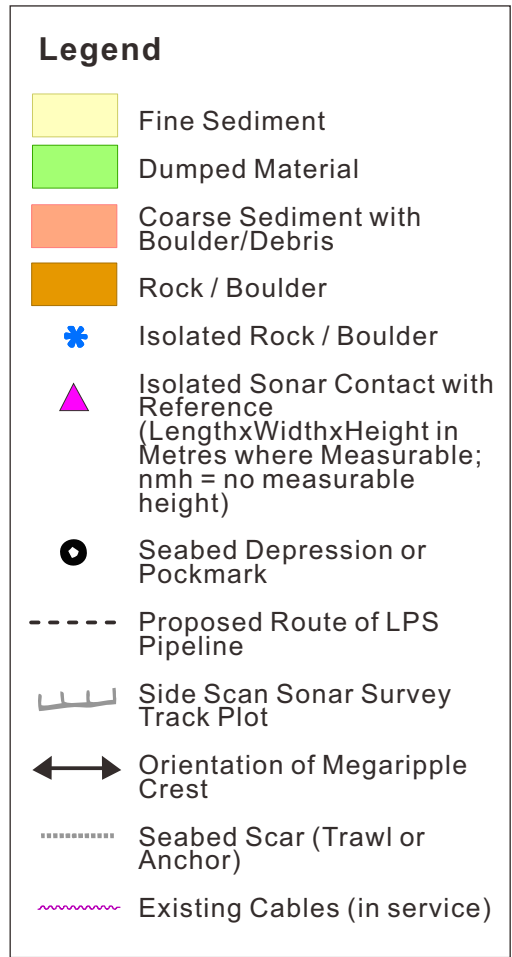 Legend
Fine Sediment
Dumped Material
Coarse Sediment with
Boulder/Debris
Rock / Boulder
Isolated Rock / Boulder
Isolated Sonar Contact with
Reference
(LengthxWidthxHeight in
Metres where Measurable;
nmh = no measurable
height)
Seabed Depression or
Pockmark
Proposed Route of LPS
Pipeline
Side Scan Sonar Survey
Track Plot
Orientation of Megaripple
Crest
Seabed Scar (Trawl or
Anchor)
Existing Cables (in service)